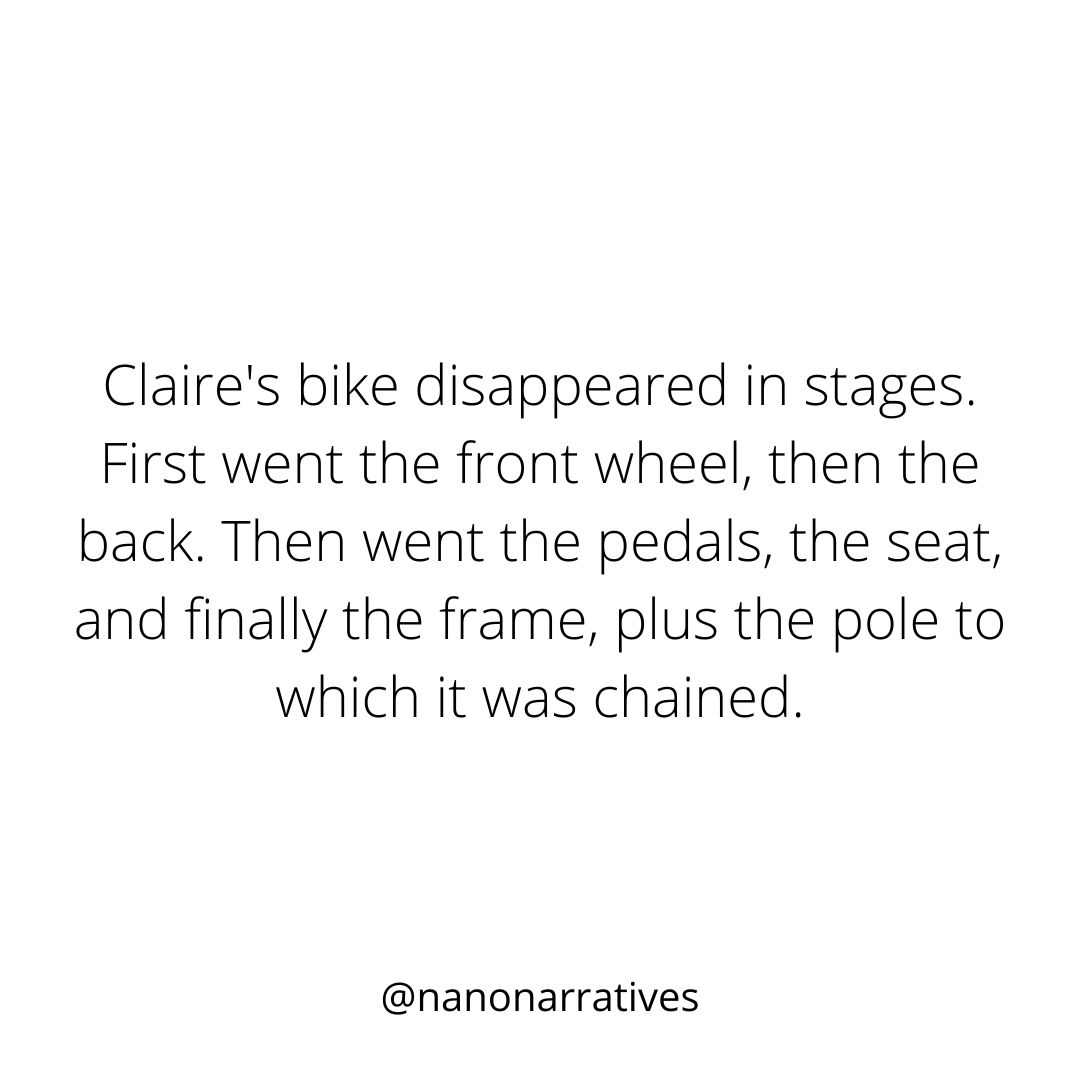 Claire's bike disappeared in stages.
First went the front wheel, then the
back. Then went the pedals, the seat,
and finally the frame, plus the pole to
which it was chained.
@nanonarratives